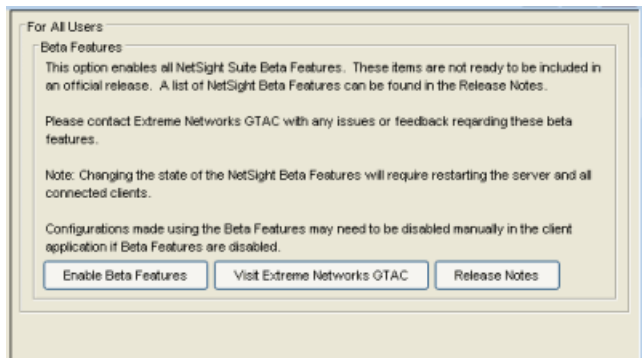 For All Users
Beta Features
This option enables all NetSight Suite Beta Features. These items are not ready to be included in
an official release. A list of NetSight Beta Features can be found in the Release Notes.
Please contact Extreme Networks GTAC with any issues or feedback regarding these beta
features.
Note: Changing the state of the NetSight Beta Features will require restarting the server and all
connected clients.
Configurations made using the Beta Features may need to be disabled manually in the client
application if Beta Features are disabled.
Enable Beta Features Visit Extreme Networks GTAC Release Notes